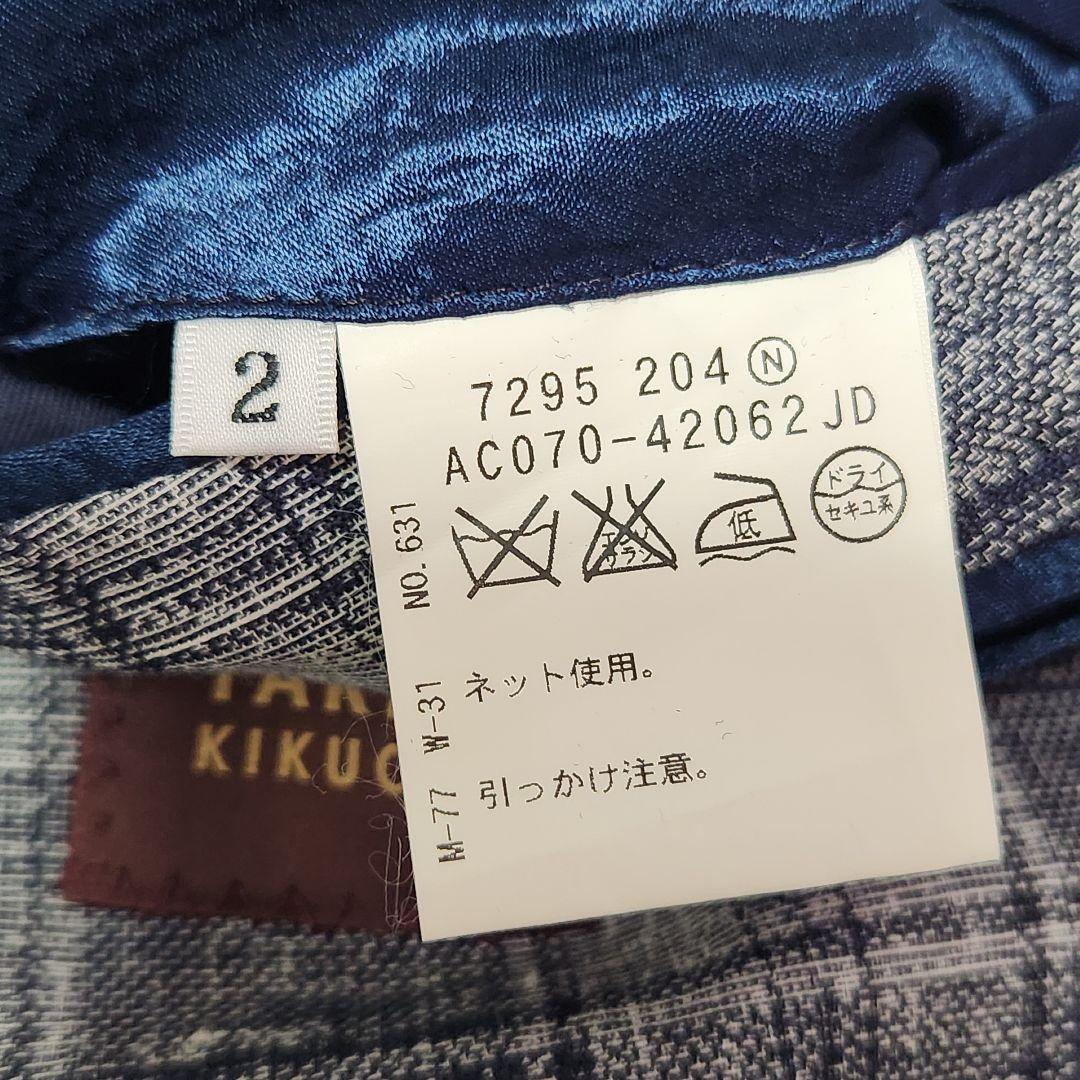 2
7295 204 Ⓝ
AC070-42062JD
NO.631
低
ドライ
セキユ系
W-31
ネット使用。
M-77
引っかけ注意。
KIKUC